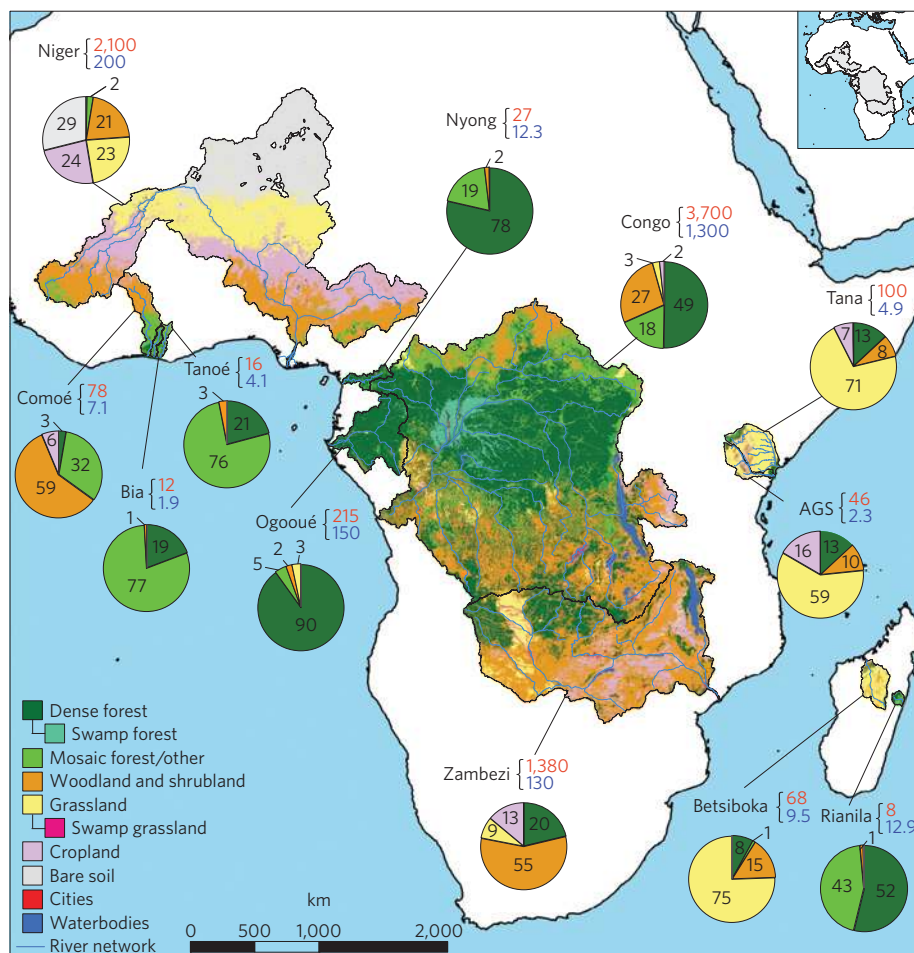 Niger { 2,100
200
2
29
21
24
23
Nyong { 27
12.3
2
19
78
Congo { 3,700
1,300
3
2
27
49
18
Tana { 100
4.9
7
13
8
71
Comoé { 78
7.1
3
6
32
59
Tanoé { 16
4.1
3
21
76
Bia { 12
1.9
1
19
77
Ogooué { 215
150
5
2
3
90
AGS { 46
2.3
16
13
10
59
Zambezi { 1,380
130
13
20
9
55
Betsiboka { 68
9.5
8
1
15
75
Rianila { 8
12.9
1
43
52
Dense forest
Swamp forest
Mosaic forest/other
Woodland and shrubland
Grassland
Swamp grassland
Cropland
Bare soil
Cities
Waterbodies
River network
km
0 500 1,000 2,000